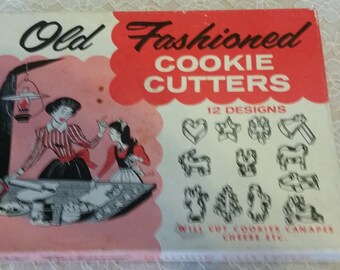 Old Fashioned
COOKIE
CUTTERS
12 DESIGNS
WILL CUT COOKIES CANAPES
CHEESE ETC.